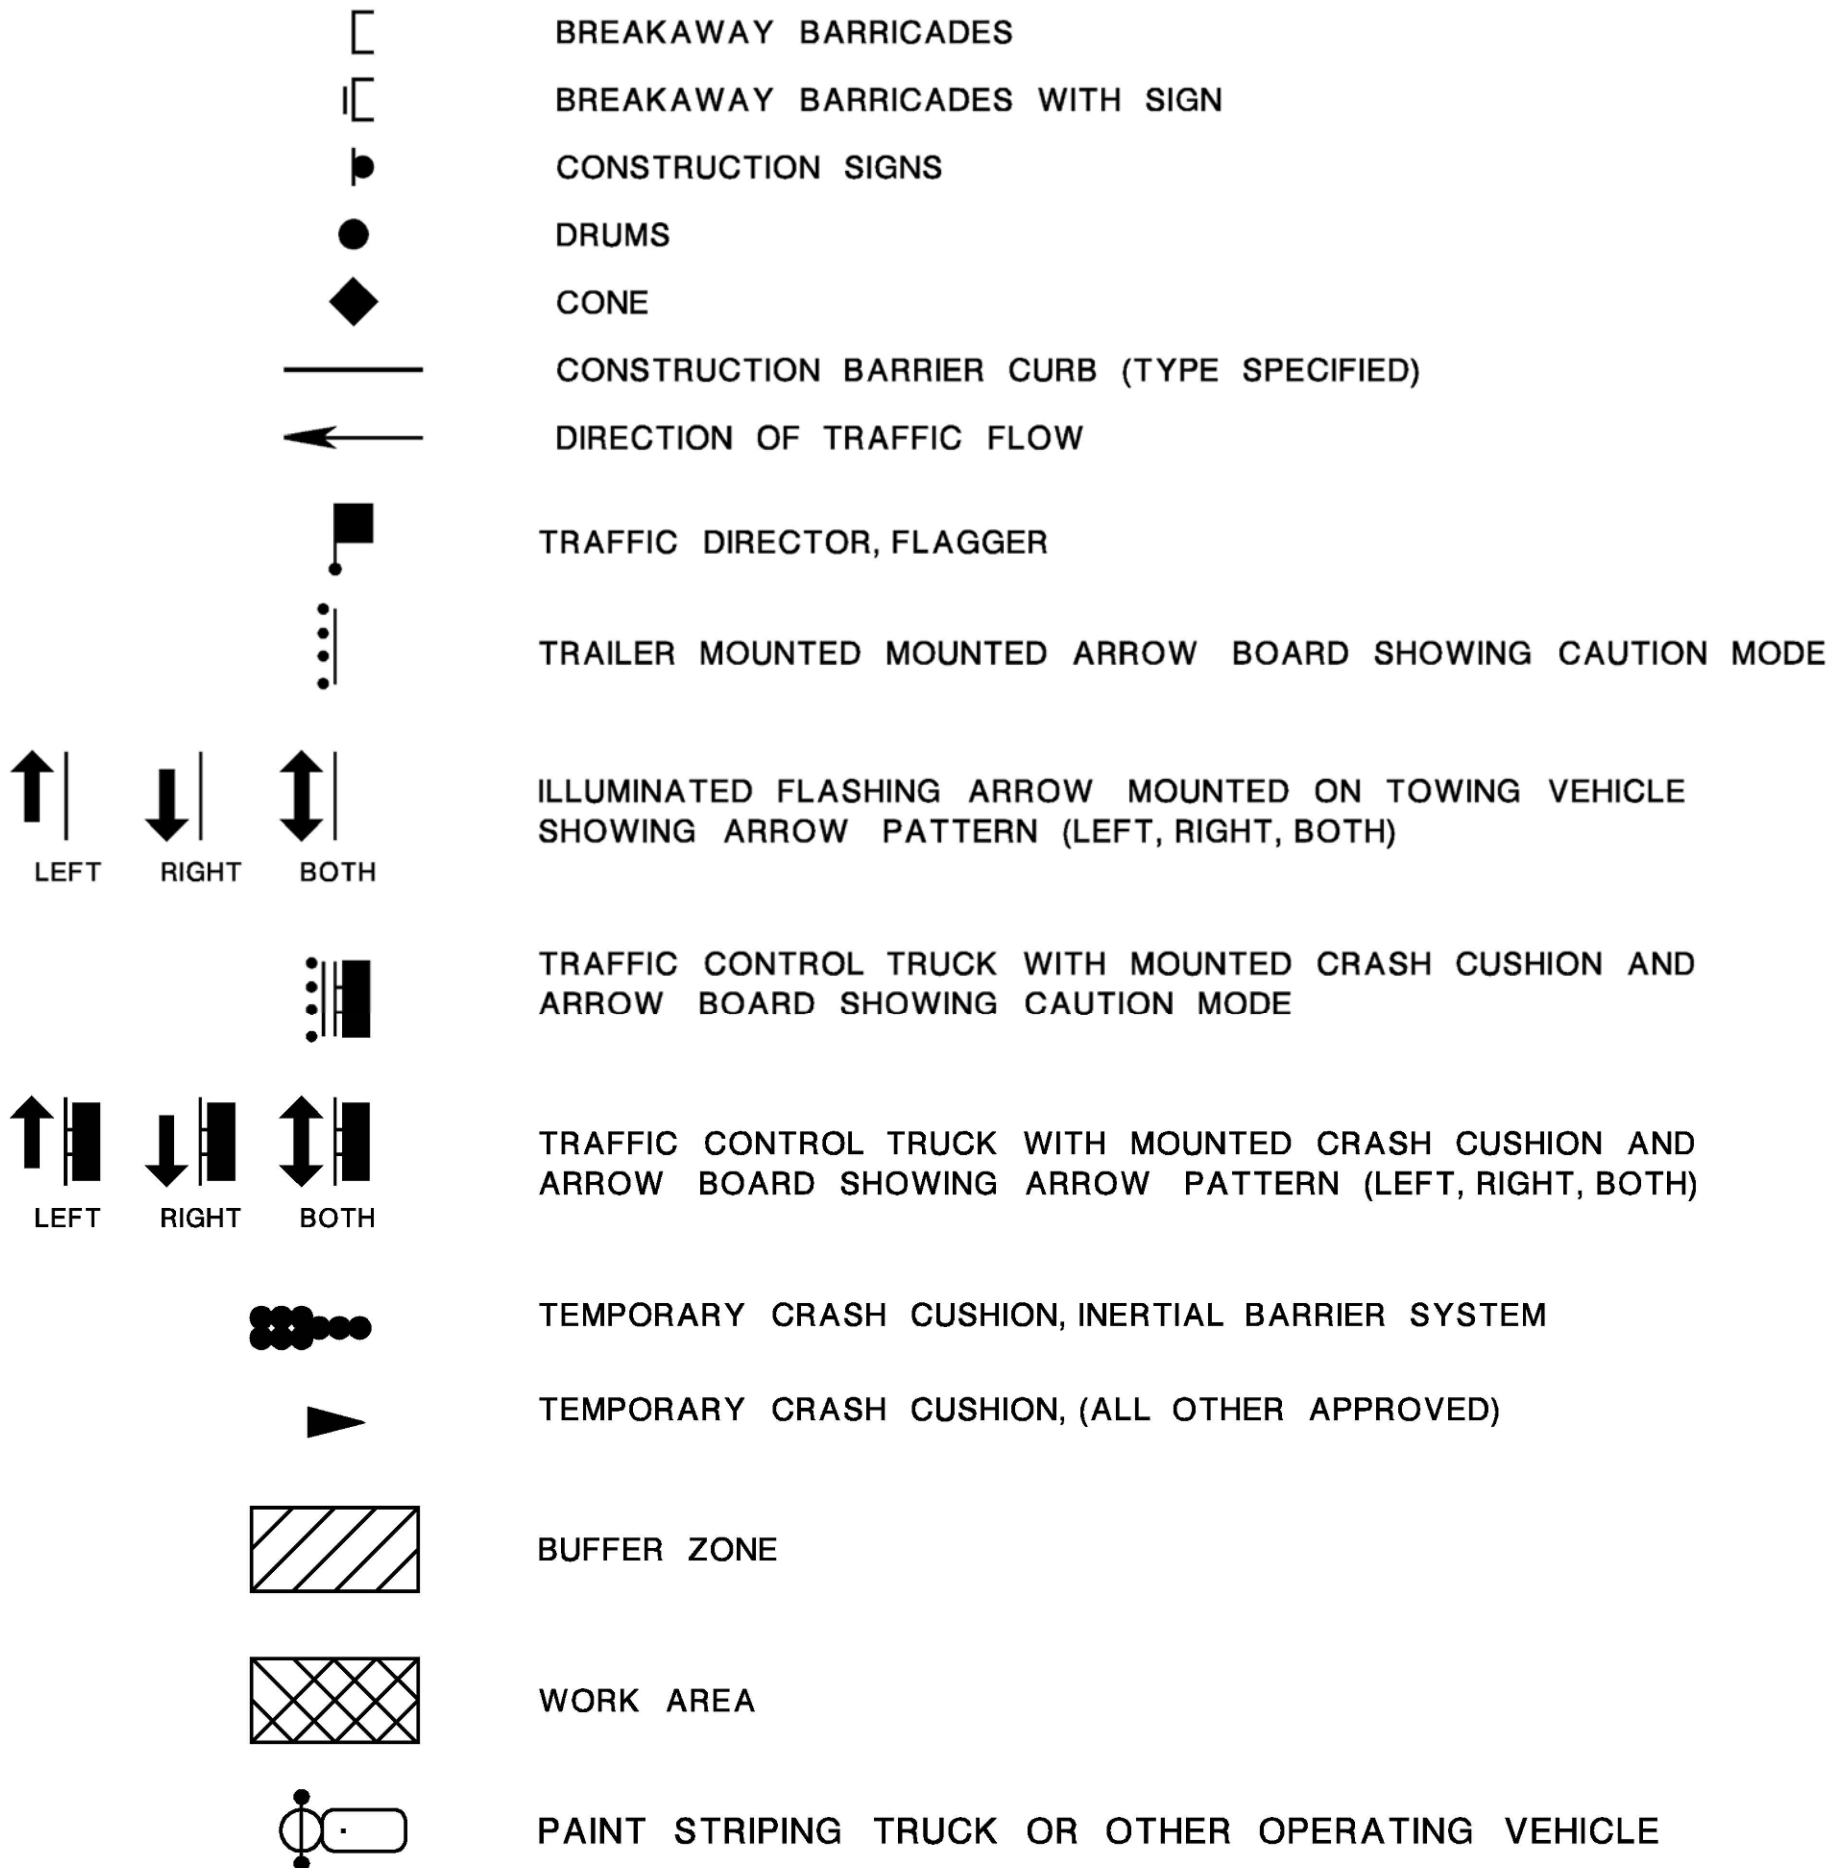 BREAKAWAY BARRICADES
BREAKAWAY BARRICADES WITH SIGN
CONSTRUCTION SIGNS
DRUMS
CONE
CONSTRUCTION BARRIER CURB (TYPE SPECIFIED)
DIRECTION OF TRAFFIC FLOW
TRAFFIC DIRECTOR, FLAGGER
TRAILER MOUNTED MOUNTED ARROW BOARD SHOWING CAUTION MODE
ILLUMINATED FLASHING ARROW MOUNTED ON TOWING VEHICLE
SHOWING ARROW PATTERN (LEFT, RIGHT, BOTH)
LEFT RIGHT BOTH
TRAFFIC CONTROL TRUCK WITH MOUNTED CRASH CUSHION AND
ARROW BOARD SHOWING CAUTION MODE
TRAFFIC CONTROL TRUCK WITH MOUNTED CRASH CUSHION AND
ARROW BOARD SHOWING ARROW PATTERN (LEFT, RIGHT, BOTH)
LEFT RIGHT BOTH
TEMPORARY CRASH CUSHION, INERTIAL BARRIER SYSTEM
TEMPORARY CRASH CUSHION, (ALL OTHER APPROVED)
BUFFER ZONE
WORK AREA
PAINT STRIPING TRUCK OR OTHER OPERATING VEHICLE